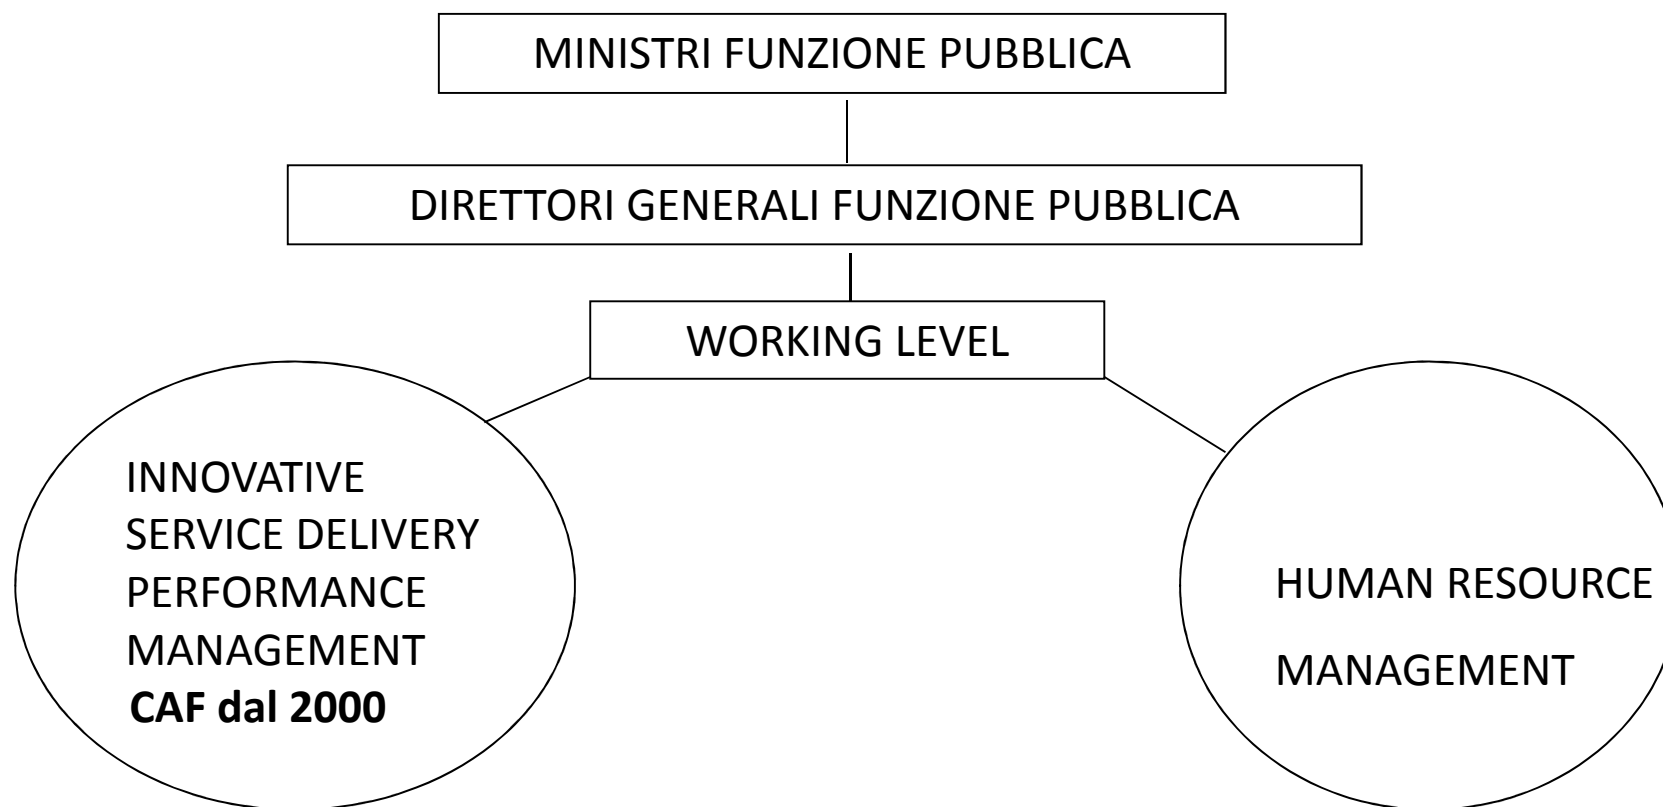 MINISTRI FUNZIONE PUBBLICA
DIRETTORI GENERALI FUNZIONE PUBBLICA
WORKING LEVEL
INNOVATIVE
SERVICE DELIVERY
PERFORMANCE
MANAGEMENT
CAF dal 2000
HUMAN RESOURCE
MANAGEMENT